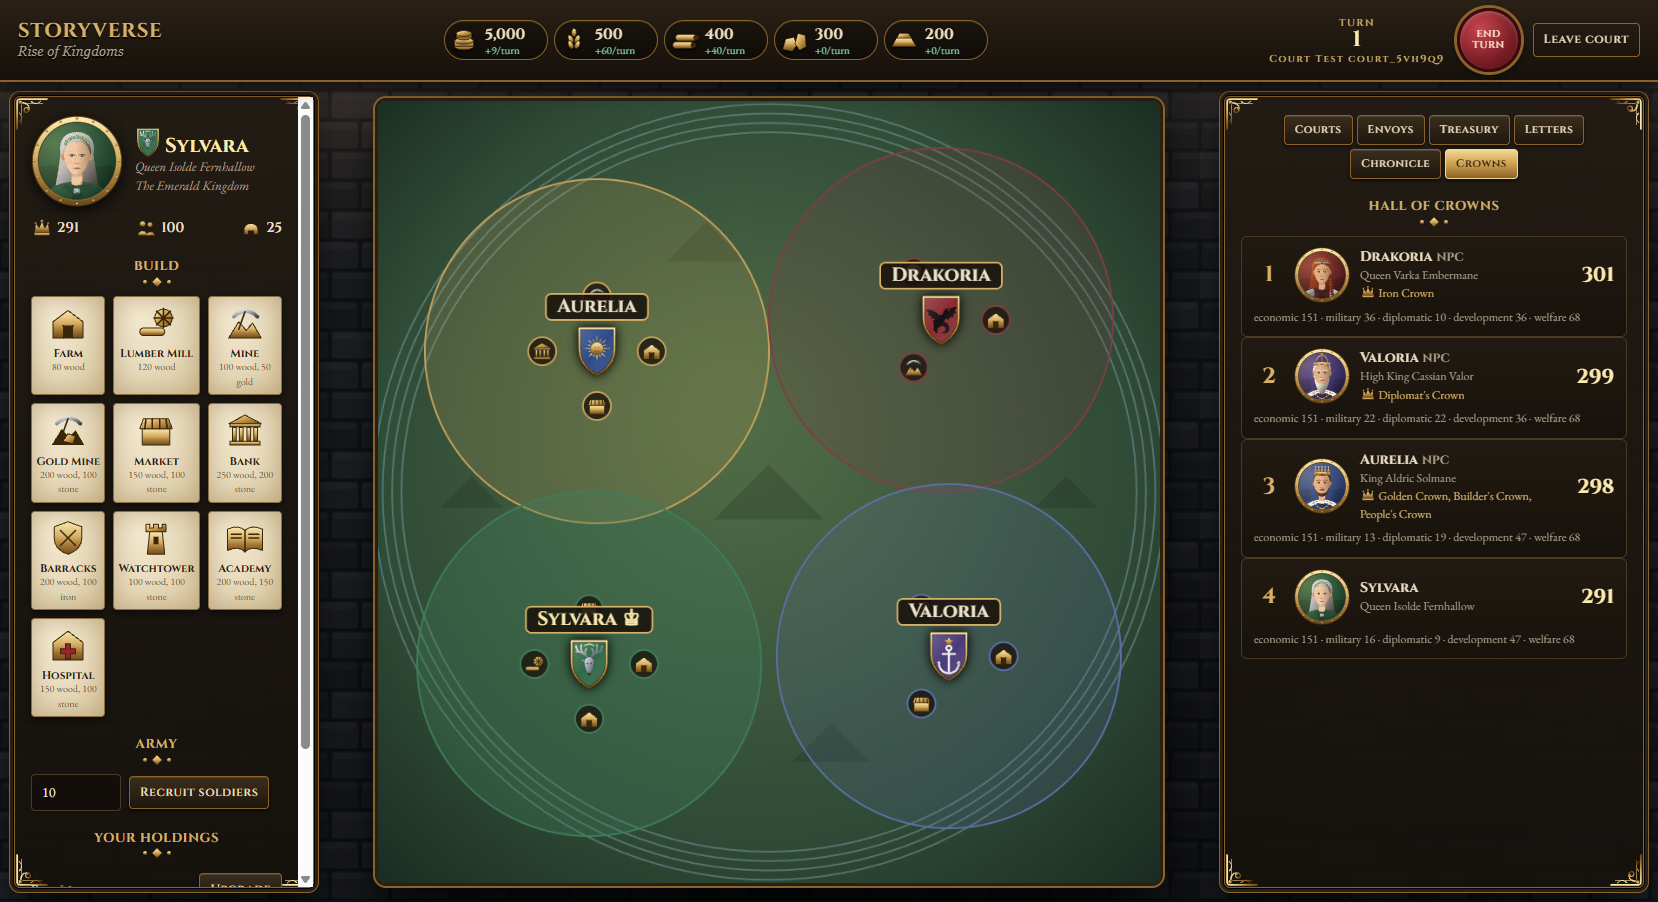 STORYVERSE
Rise of Kingdoms
5,000
+9/turn
500
+60/turn
400
+40/turn
300
+0/turn
200
+0/turn
TURN
1
Court Test court_5vh9q9
END
TURN
LEAVE COURT
SYLVARA
Queen Isolde Fernhallow
The Emerald Kingdom
291
100
25
BUILD
FARM
80 wood
LUMBER MILL
120 wood
MINE
100 wood, 50
gold
GOLD MINE
200 wood, 100
stone
MARKET
150 wood, 100
stone
BANK
250 wood, 200
stone
BARRACKS
200 wood, 100
iron
WATCHTOWER
100 wood, 100
stone
ACADEMY
200 wood, 150
stone
HOSPITAL
150 wood, 100
stone
ARMY
10
RECRUIT SOLDIERS
YOUR HOLDINGS
UPGRADE
AURELIA
DRAKORIA
SYLVARA
VALORIA
COURTS
ENVOYS
TREASURY
LETTERS
CHRONICLE
CROWNS
HALL OF CROWNS
1
DRAKORIA NPC
Queen Varka Embermane
Iron Crown
301
economic 151 · military 36 · diplomatic 10 · development 36 · welfare 68
2
VALORIA NPC
High King Cassian Valor
Diplomat's Crown
299
economic 151 · military 22 · diplomatic 22 · development 36 · welfare 68
3
AURELIA NPC
King Aldric Solmane
Golden Crown, Builder's Crown,
People's Crown
298
economic 151 · military 13 · diplomatic 19 · development 47 · welfare 68
4
SYLVARA
Queen Isolde Fernhallow
291
economic 151 · military 16 · diplomatic 9 · development 47 · welfare 68